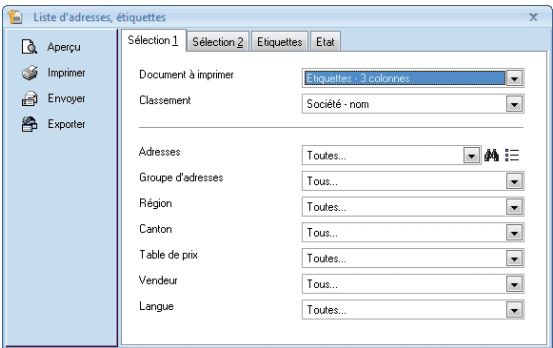 Liste d'adresses, étiquettes
Aperçu
Imprimer
Envoyer
Exporter
Sélection 1 Sélection 2 Etiquettes Etat
Document à imprimer Etiquettes - 3 colonnes
Classement Société - nom
Adresses Toutes...
Groupe d'adresses Tous...
Région Toutes...
Canton Tous...
Table de prix Toutes...
Vendeur Tous...
Langue Toutes...